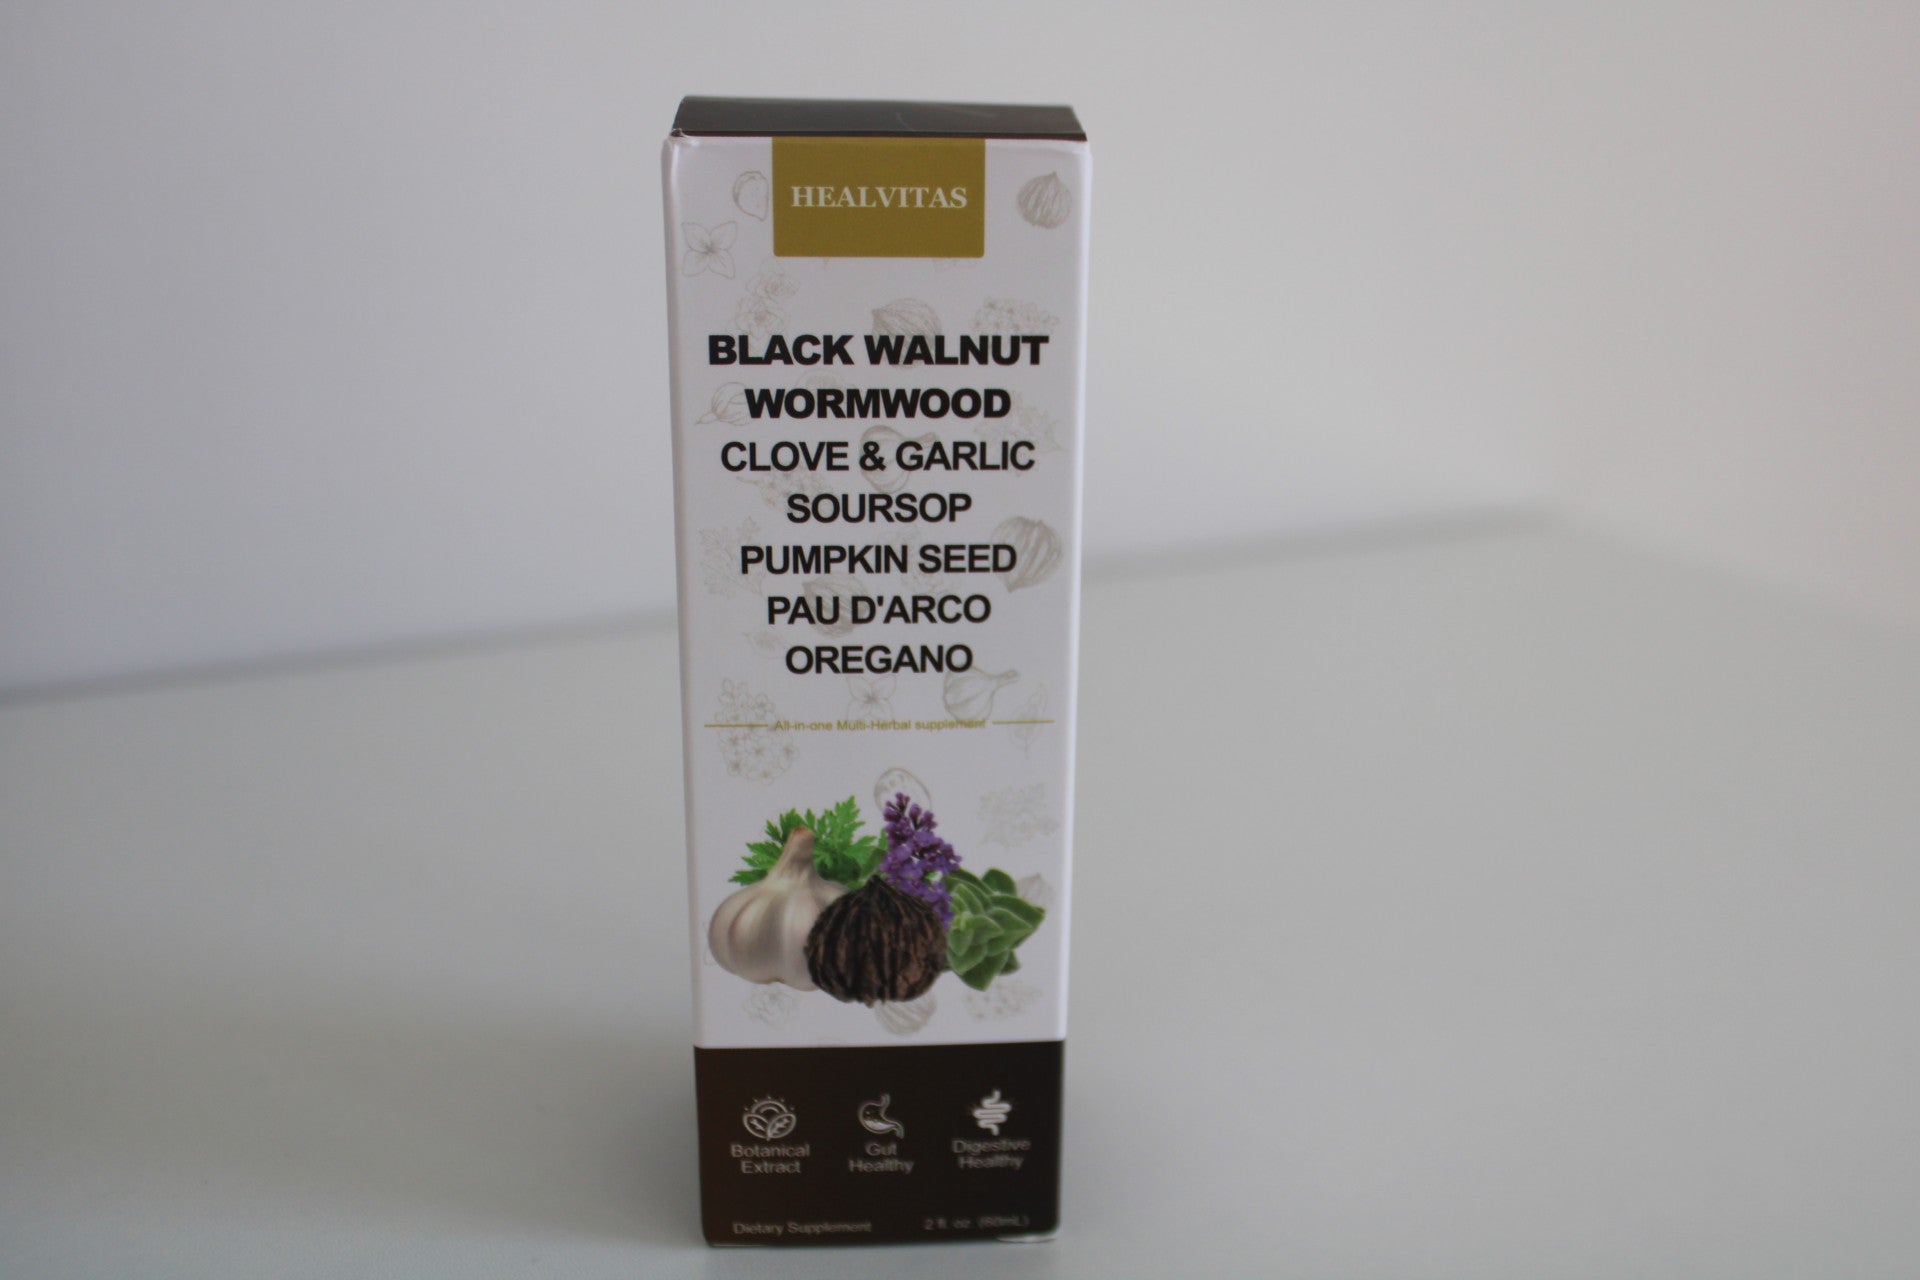 HEALVITAS
BLACK WALNUT
WORMWOOD
CLOVE & GARLIC
SOURSOP
PUMPKIN SEED
PAU D'ARCO
OREGANO
All-in-one Multi-Herbal supplement
Botanical Extract
Gut Healthy
Digestive Healthy
Dietary Supplement
2 fl. oz. (60mL)